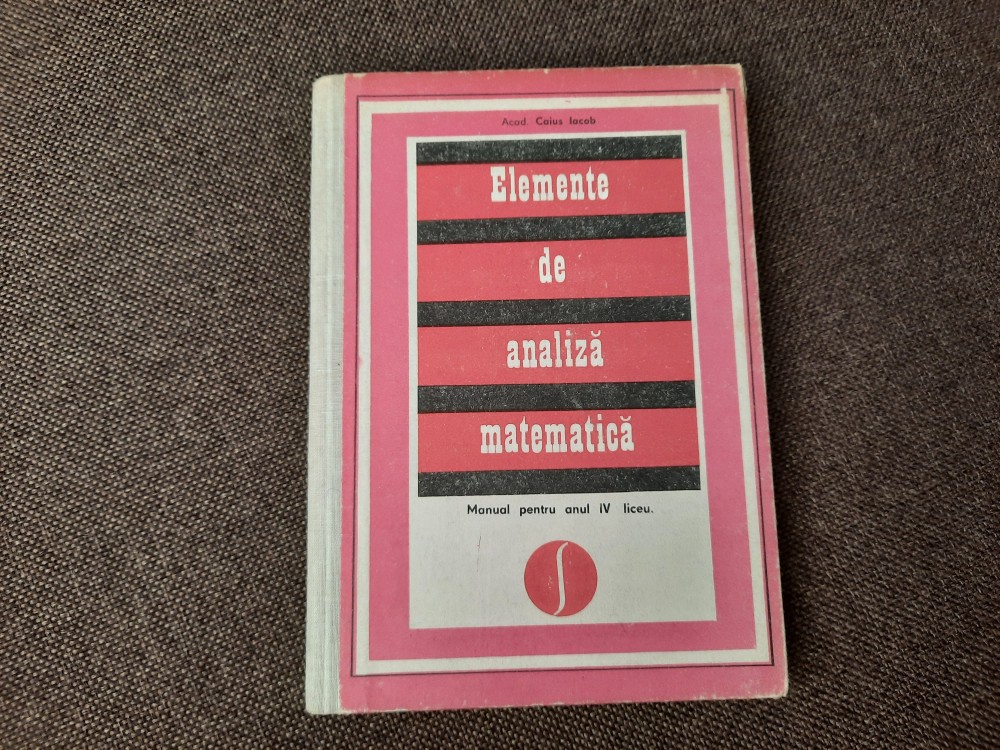 Acad. Caius Iacob
Elemente
de
analiză
matematică
Manual pentru anul IV liceu.
∫